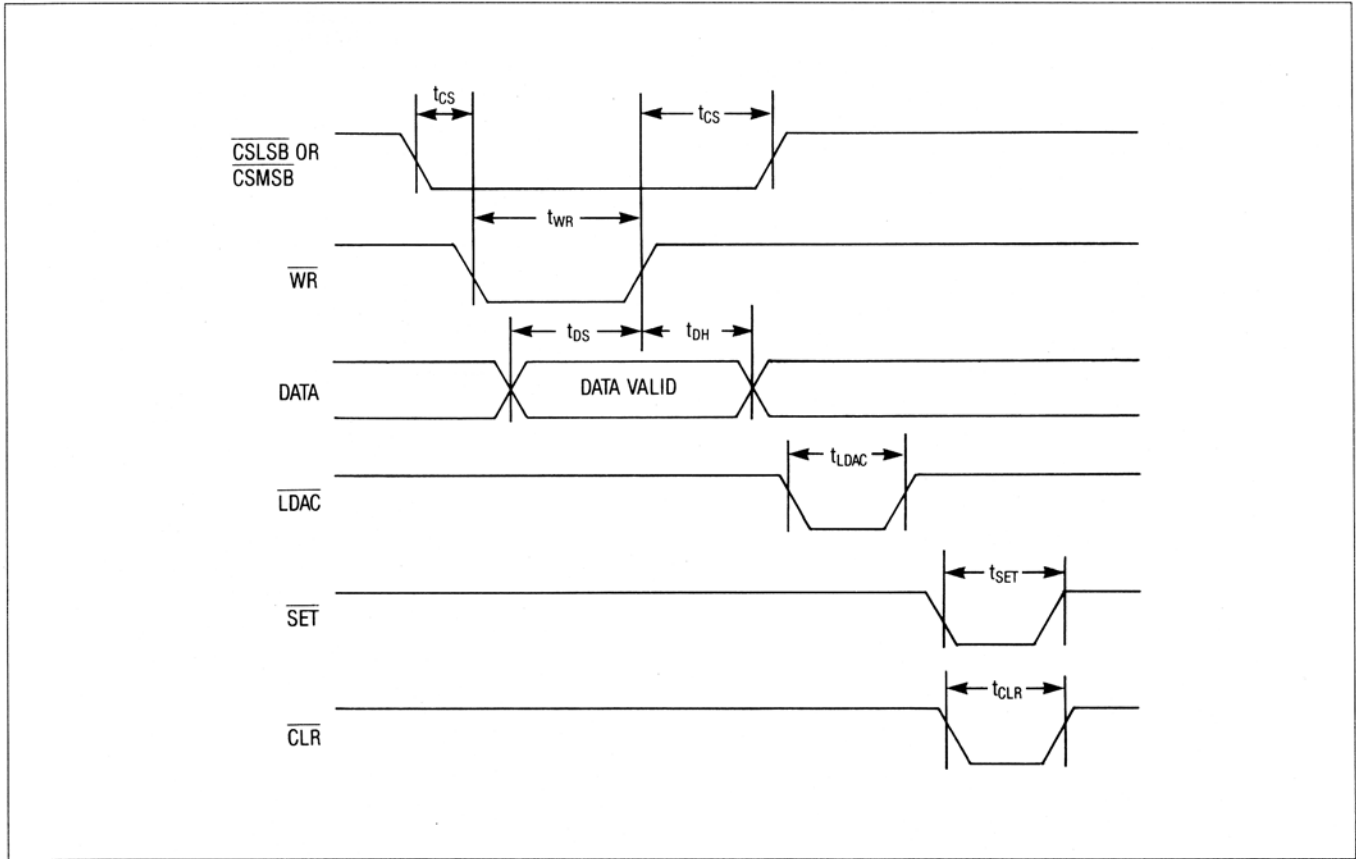 tCS
tCS
CSLSB OR
CSMSB
tWR
WR
tDS
tDH
DATA
DATA VALID
tLDAC
LDAC
tSET
SET
tCLR
CLR